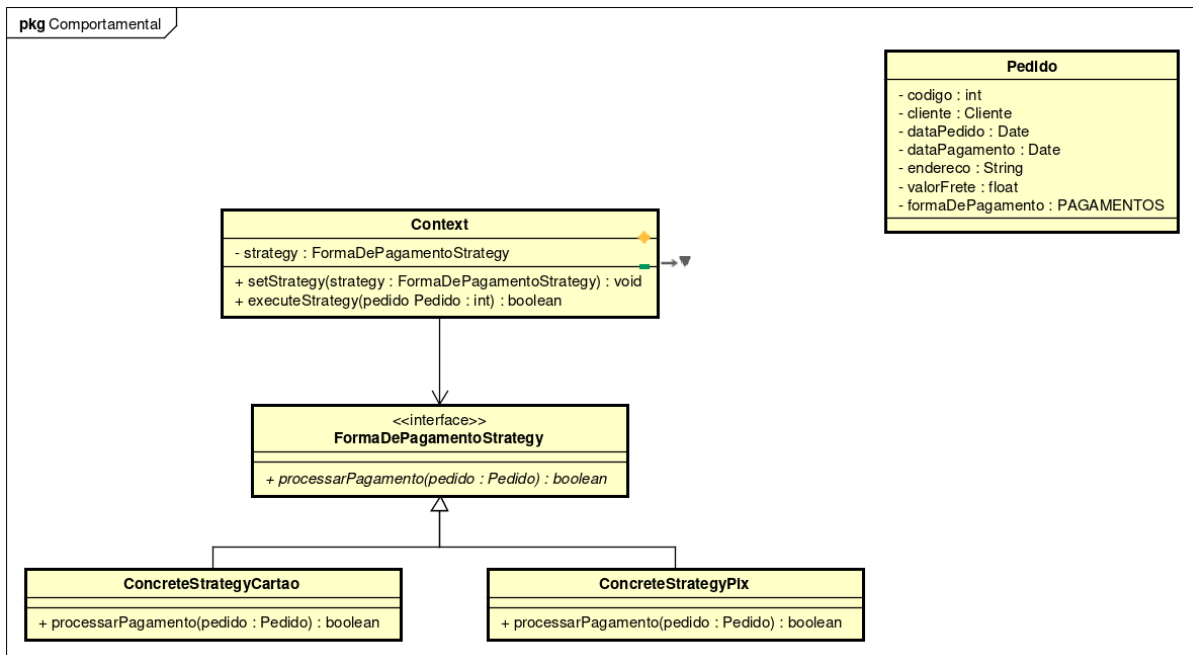 pkg Comportamental
Pedido
- codigo : int
- cliente : Cliente
- dataPedido : Date
- dataPagamento : Date
- endereco : String
- valorFrete : float
- formaDePagamento : PAGAMENTOS
Context
- strategy : FormaDePagamentoStrategy
+ setStrategy(strategy : FormaDePagamentoStrategy) : void
+ executeStrategy(pedido Pedido : int) : boolean
<<interface>>
FormaDePagamentoStrategy
+ processarPagamento(pedido : Pedido) : boolean
ConcreteStrategyCartao
+ processarPagamento(pedido : Pedido) : boolean
ConcreteStrategyPix
+ processarPagamento(pedido : Pedido) : boolean